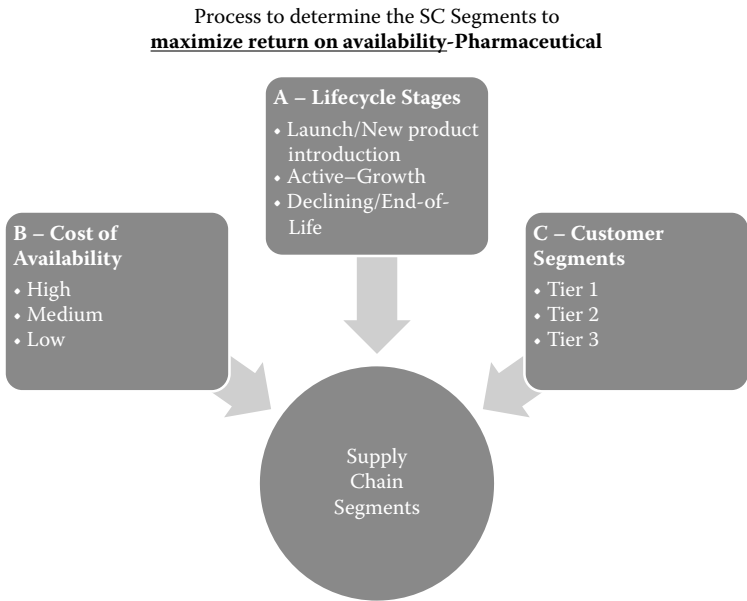 Process to determine the SC Segments to
maximize return on availability-Pharmaceutical
A – Lifecycle Stages
• Launch/New product
introduction
• Active–Growth
• Declining/End-of-
Life
B – Cost of
Availability
• High
• Medium
• Low
C – Customer
Segments
• Tier 1
• Tier 2
• Tier 3
Supply
Chain
Segments